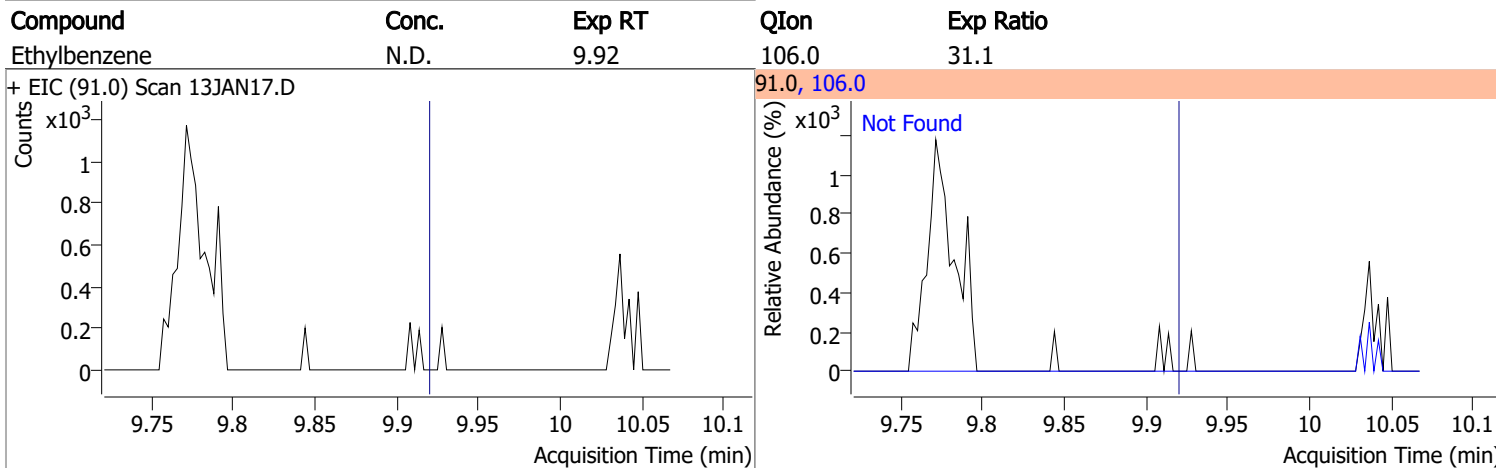 Compound Conc. Exp RT QIon Exp Ratio
Ethylbenzene N.D. 9.92 106.0 31.1
+ EIC (91.0) Scan 13JAN17.D
Counts
x10³
1
0.8
0.6
0.4
0.2
0
9.75 9.8 9.85 9.9 9.95 10 10.05 10.1
Acquisition Time (min)
91.0, 106.0
Relative Abundance (%)
x10³
Not Found
1
0.8
0.6
0.4
0.2
0
9.75 9.8 9.85 9.9 9.95 10 10.05 10.1
Acquisition Time (min)